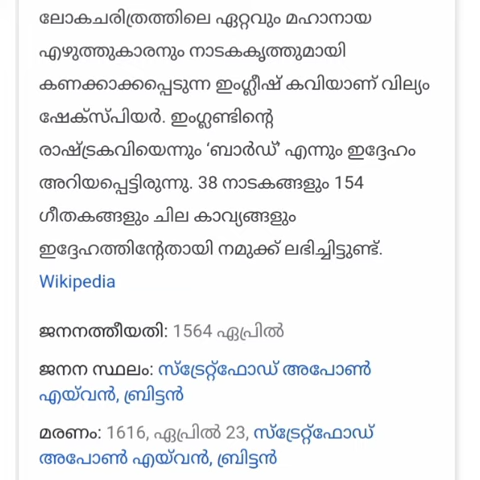 ലോകചരിത്രത്തിലെ ഏറ്റവും മഹാനായ
എഴുത്തുകാരനും നാടകകൃത്തുമായി
കണക്കാക്കപ്പെടുന്ന ഇംഗ്ലീഷ് കവിയാണ് വില്യം
ഷേക്സ്പിയർ. ഇംഗ്ലണ്ടിന്റെ
രാഷ്ട്രകവിയെന്നും ‘ബാർഡ്’ എന്നും ഇദ്ദേഹം
അറിയപ്പെട്ടിരുന്നു. 38 നാടകങ്ങളും 154
ഗീതകങ്ങളും ചില കാവ്യങ്ങളും
ഇദ്ദേഹത്തിന്റേതായി നമുക്ക് ലഭിച്ചിട്ടുണ്ട്.
Wikipedia
ജനനത്തീയതി: 1564 ഏപ്രിൽ
ജനന സ്ഥലം: സ്ട്രേറ്റ്ഫോഡ് അപോൺ
എയ്‌വൻ, ബ്രിട്ടൻ
മരണം: 1616, ഏപ്രിൽ 23, സ്ട്രേറ്റ്ഫോഡ്
അപോൺ എയ്‌വൻ, ബ്രിട്ടൻ